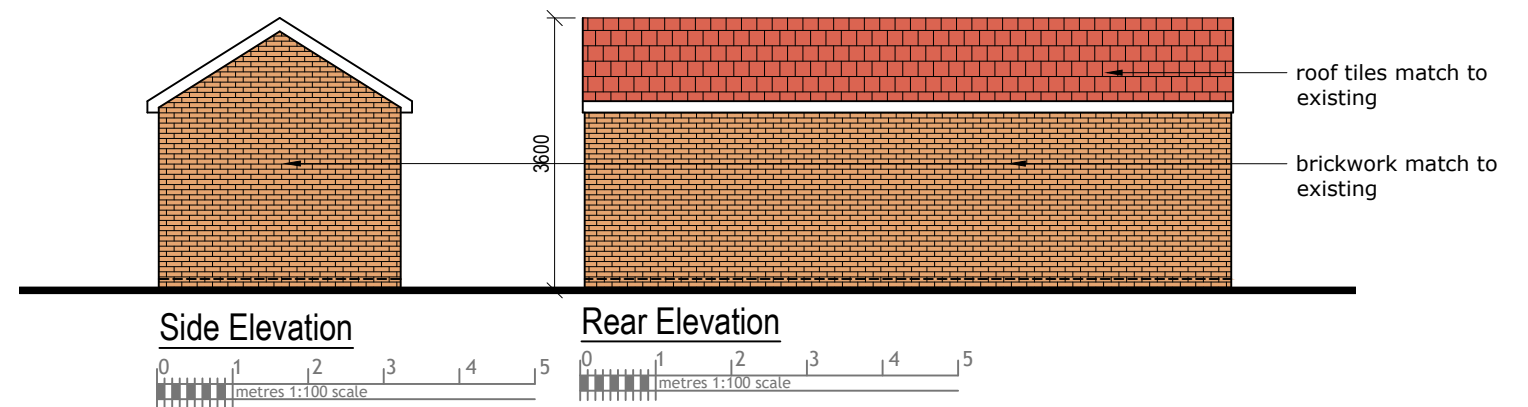 roof tiles match to
existing
3600
brickwork match to
existing
Side Elevation
0 1 2 3 4 5
metres 1:100 scale
Rear Elevation
0 1 2 3 4 5
metres 1:100 scale